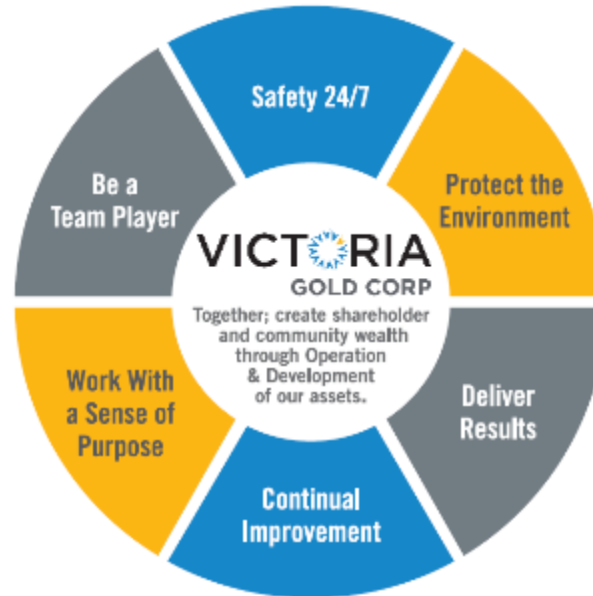 Safety 24/7
Protect the
Environment
Deliver
Results
Continual
Improvement
Work With
a Sense of
Purpose
Be a
Team Player
VICTORIA
GOLD CORP
Together; create shareholder
and community wealth
through Operation
& Development
of our assets.